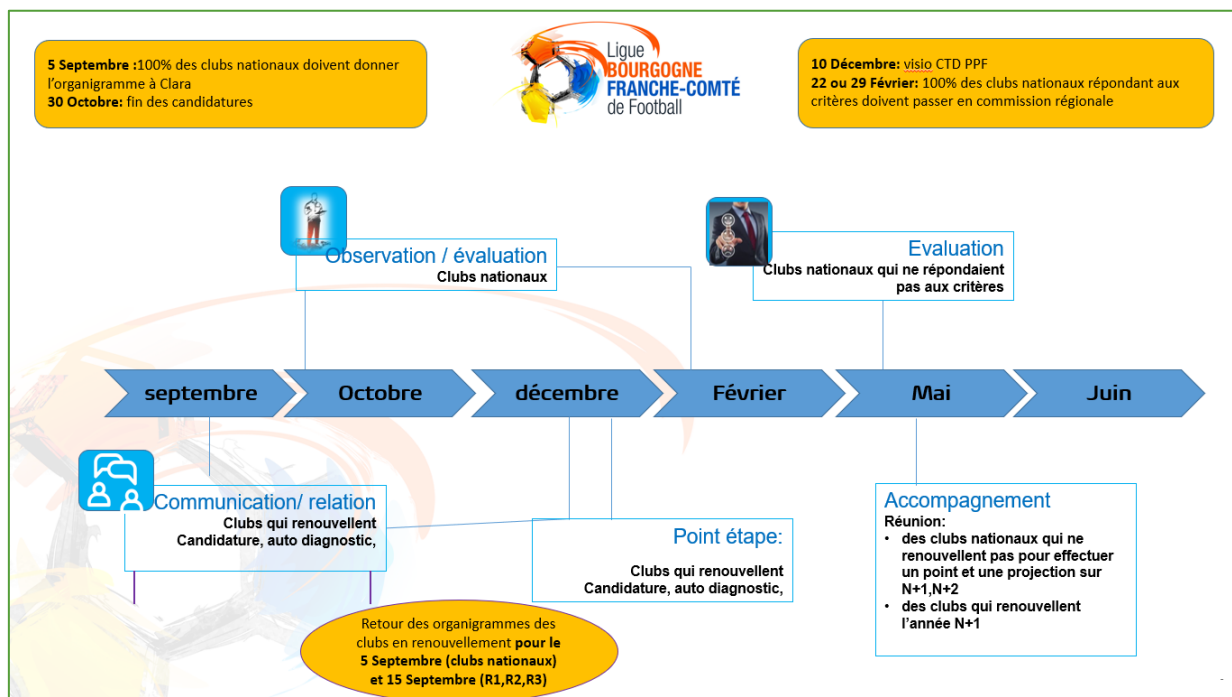 5 Septembre :100% des clubs nationaux doivent donner
l'organigramme à Clara
30 Octobre: fin des candidatures
Ligue
BOURGOGNE
FRANCHE-COMTÉ
de Football
10 Décembre: visio CTD PPF
22 ou 29 Février: 100% des clubs nationaux répondant aux
critères doivent passer en commission régionale
Observation / évaluation
Clubs nationaux
Evaluation
Clubs nationaux qui ne répondaient
pas aux critères
septembre
Octobre
décembre
Février
Mai
Juin
Communication/ relation
Clubs qui renouvellent
Candidature, auto diagnostic,
Point étape:
Clubs qui renouvellent
Candidature, auto diagnostic,
Accompagnement
Réunion:
• des clubs nationaux qui ne
renouvellent pas pour effectuer
un point et une projection sur
N+1,N+2
• des clubs qui renouvellent
l'année N+1
Retour des organigrammes des
clubs en renouvellement pour le
5 Septembre (clubs nationaux)
et 15 Septembre (R1,R2,R3)